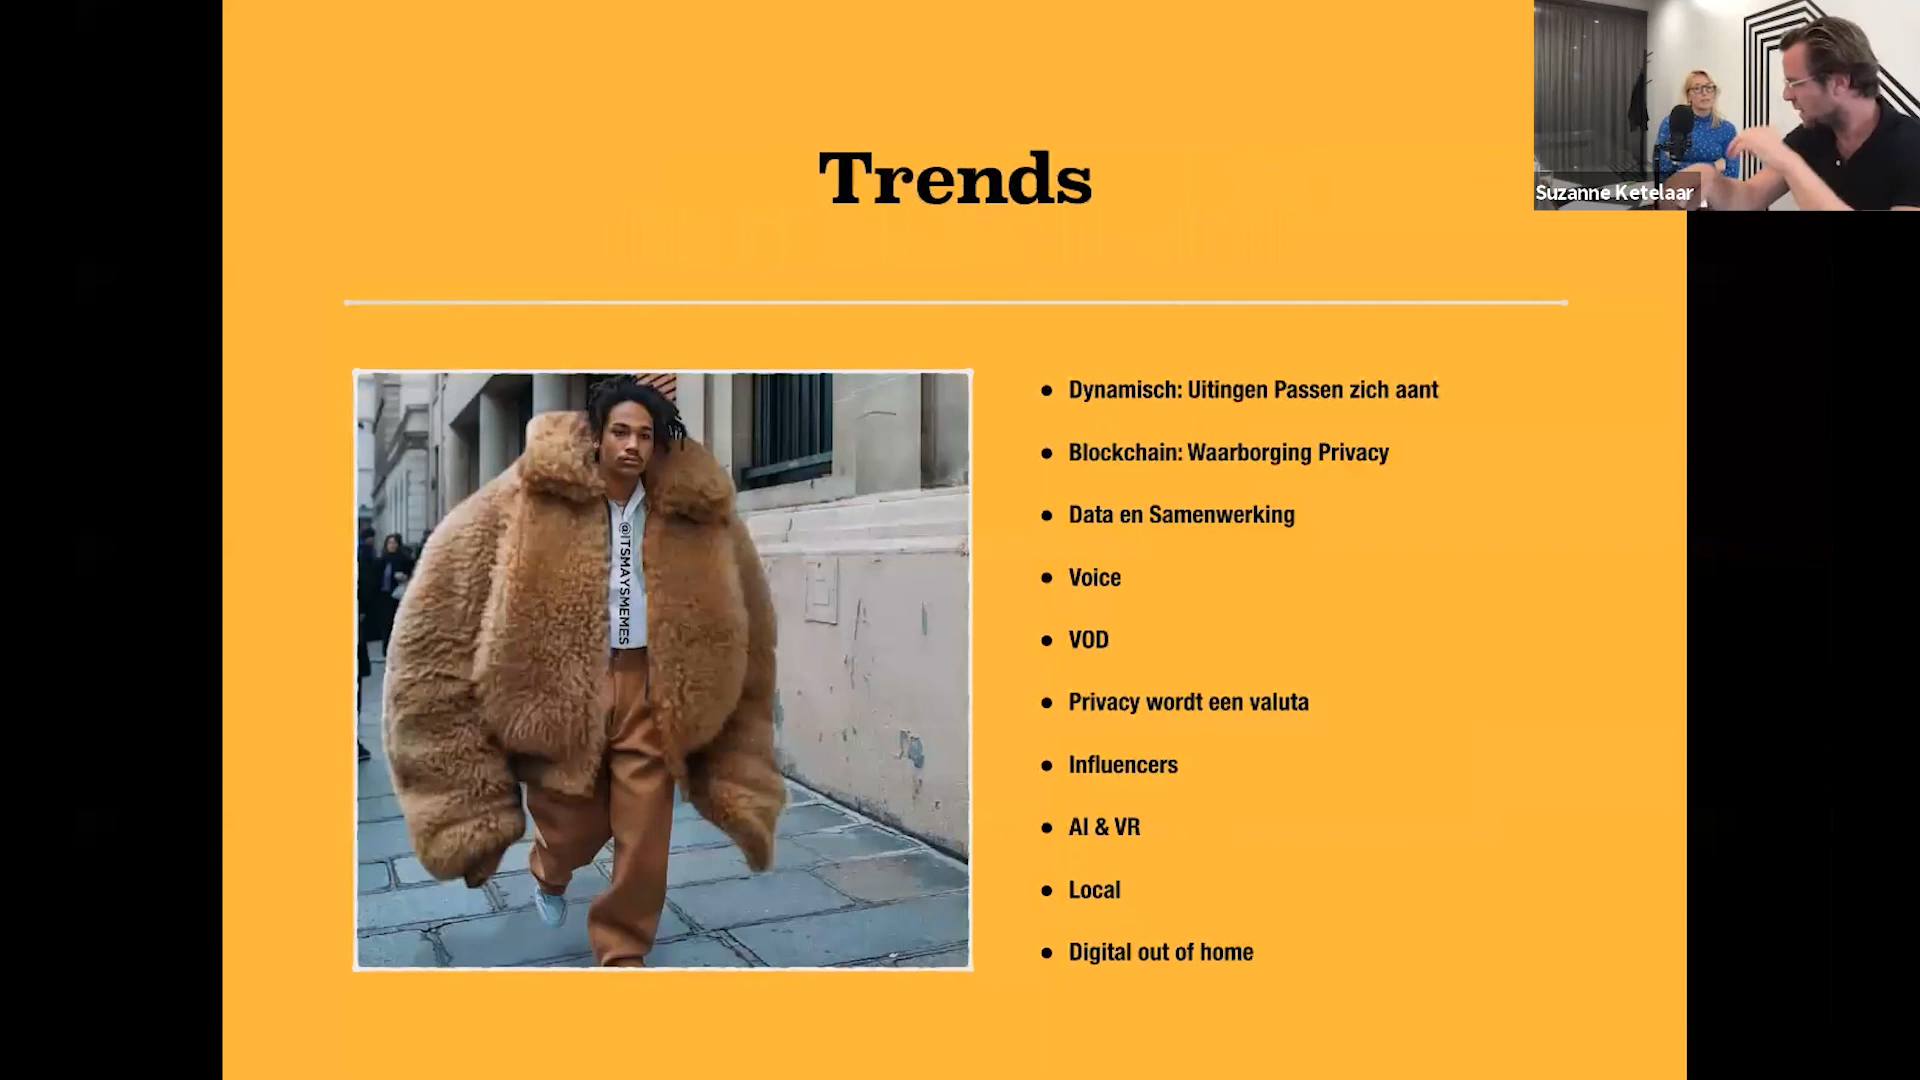 Suzanne Ketelaar
Trends
@ITSMAYSMEMES
Dynamisch: Uitingen Passen zich aant
Blockchain: Waarborging Privacy
Data en Samenwerking
Voice
VOD
Privacy wordt een valuta
Influencers
AI & VR
Local
Digital out of home